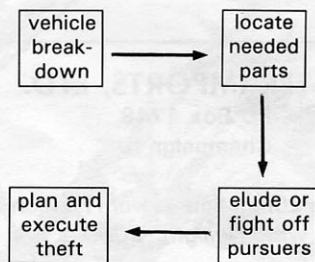 vehicle
break-
down
locate
needed
parts
elude or
fight off
pursuers
plan and
execute
theft